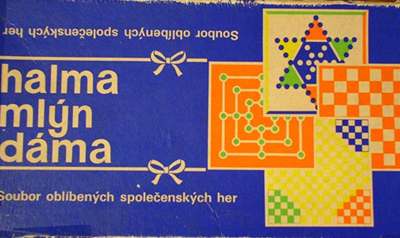 Soubor oblíbených společenských her
halma
mlýn
dáma
Soubor oblíbených společenských her